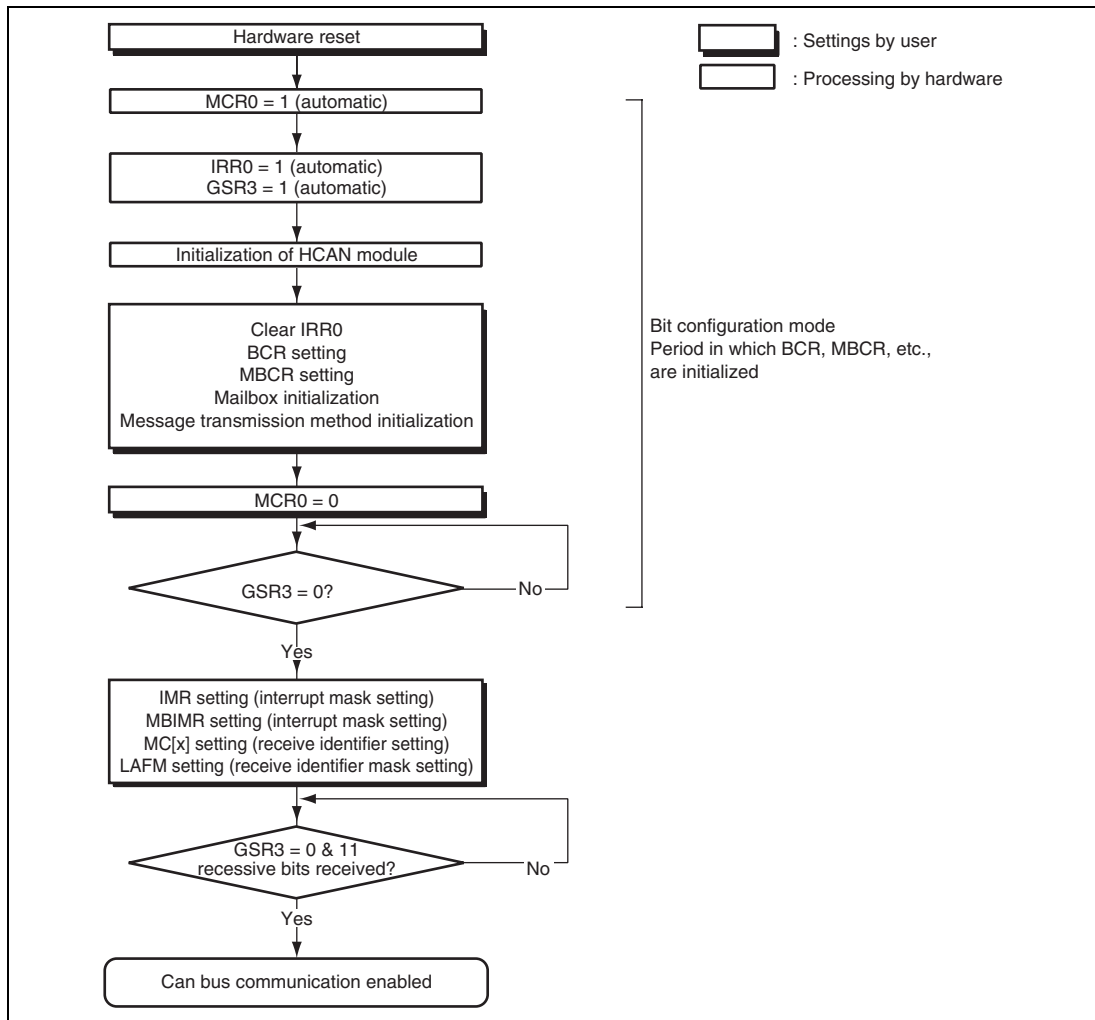 Hardware reset
: Settings by user
: Processing by hardware
MCR0 = 1 (automatic)
IRR0 = 1 (automatic)
GSR3 = 1 (automatic)
Initialization of HCAN module
Clear IRR0
BCR setting
MBCR setting
Mailbox initialization
Message transmission method initialization
Bit configuration mode
Period in which BCR, MBCR, etc.,
are initialized
MCR0 = 0
GSR3 = 0?
No
Yes
IMR setting (interrupt mask setting)
MBIMR setting (interrupt mask setting)
MC[x] setting (receive identifier setting)
LAFM setting (receive identifier mask setting)
GSR3 = 0 & 11
recessive bits received?
No
Yes
Can bus communication enabled